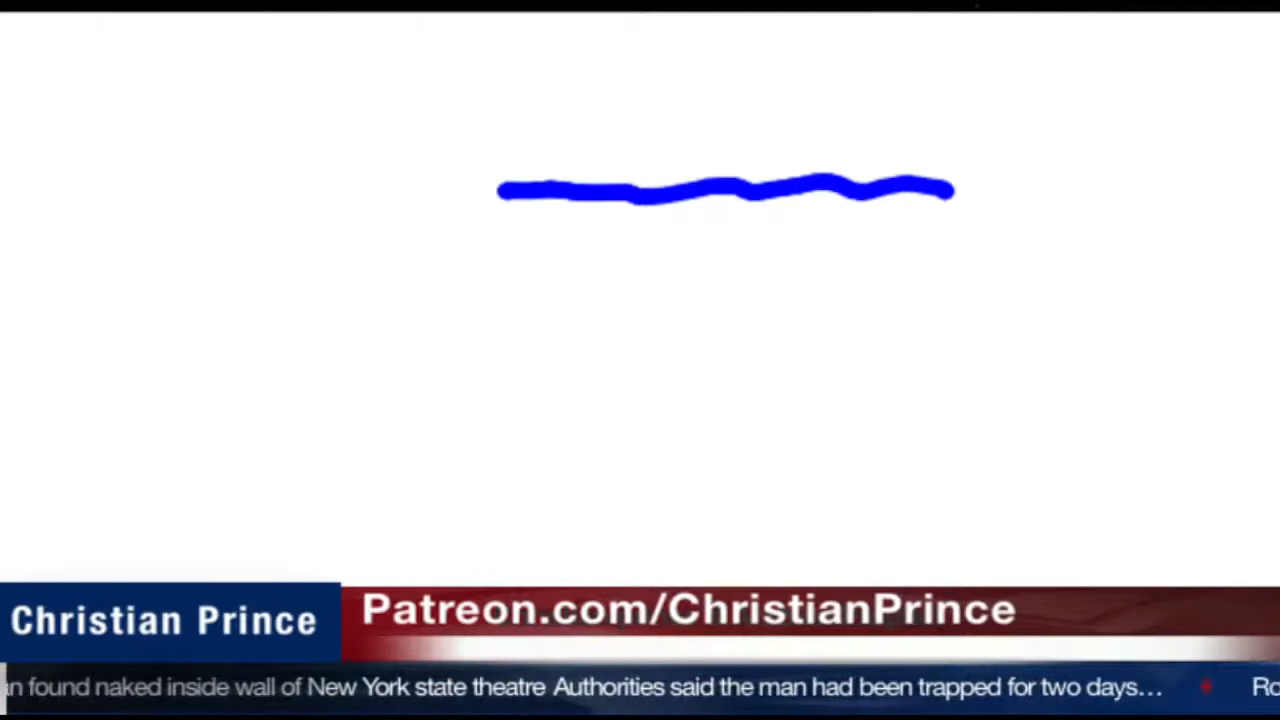 Christian Prince
Patreon.com/ChristianPrince
n found naked inside wall of New York state theatre Authorities said the man had been trapped for two days... Ro